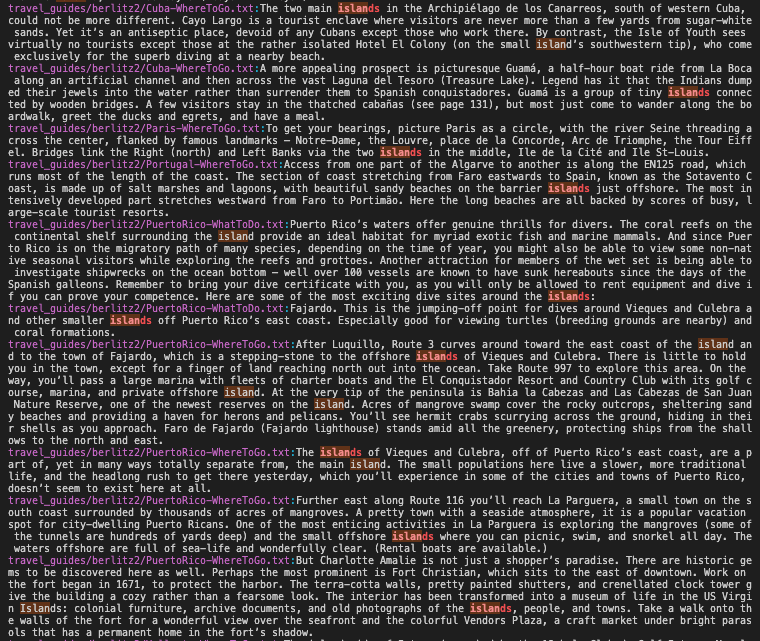 travel_guides/berlitz2/Cuba-WhereToGo.txt:The two main islands in the Archipiélago de los Canarreos, south of western Cuba,
could not be more different. Cayo Largo is a tourist enclave where visitors are never more than a few yards from sugar-white
sands. Yet it's an antiseptic place, devoid of any Cubans except those who work there. By contrast, the Isle of Youth sees
virtually no tourists except those at the rather isolated Hotel El Colony (on the small island's southwestern tip), who come
exclusively for the superb diving at a nearby beach.
travel_guides/berlitz2/Cuba-WhereToGo.txt:A more appealing prospect is picturesque Guamá, a half-hour boat ride from La Boca
along an artificial channel and then across the vast Laguna del Tesoro (Treasure Lake). Legend has it that the Indians dump
ed their jewels into the water rather than surrender them to Spanish conquistadores. Guamá is a group of tiny islands connec
ted by wooden bridges. A few visitors stay in the thatched cabañas (see page 131), but most just come to wander along the bo
ardwalk, greet the ducks and egrets, and have a meal.
travel_guides/berlitz2/Paris-WhereToGo.txt:To get your bearings, picture Paris as a circle, with the river Seine threading a
cross the center, flanked by famous landmarks — Notre-Dame, the Louvre, place de la Concorde, Arc de Triomphe, the Tour Eiff
el. Bridges link the Right (north) and Left Banks via the two islands in the middle, Ile de la Cité and Ile St-Louis.
travel_guides/berlitz2/Portugal-WhereToGo.txt:Access from one part of the Algarve to another is along the EN125 road, which
runs most of the length of the coast. The section of coast stretching from Faro eastwards to Spain, known as the Sotavento C
oast, is made up of salt marshes and lagoons, with beautiful sandy beaches on the barrier islands just offshore. The most in
tensively developed part stretches westward from Faro to Portimão. Here the long beaches are all backed by scores of busy, l
arge-scale tourist resorts.
travel_guides/berlitz2/PuertoRico-WhatToDo.txt:Puerto Rico's waters offer genuine thrills for divers. The coral reefs on the
continental shelf surrounding the island provide an ideal habitat for myriad exotic fish and marine mammals. And since Puer
to Rico is on the migratory path of many species, depending on the time of year, you might also be able to view some non-nat
ive seasonal visitors while exploring the reefs and grottoes. Another attraction for members of the wet set is being able to
investigate shipwrecks on the ocean bottom — well over 100 vessels are known to have sunk hereabouts since the days of the
Spanish galleons. Remember to bring your dive certificate with you, as you will only be allowed to rent equipment and dive i
f you can prove your competence. Here are some of the most exciting dive sites around the islands:
travel_guides/berlitz2/PuertoRico-WhatToDo.txt:Fajardo. This is the jumping-off point for dives around Vieques and Culebra a
nd other smaller islands off Puerto Rico's east coast. Especially good for viewing turtles (breeding grounds are nearby) and
coral formations.
travel_guides/berlitz2/PuertoRico-WhereToGo.txt:After Luquillo, Route 3 curves around toward the east coast of the island an
d to the town of Fajardo, which is a stepping-stone to the offshore islands of Vieques and Culebra. There is little to hold
you in the town, except for a finger of land reaching north out into the ocean. Take Route 997 to explore this area. On the
way, you'll pass a large marina with fleets of charter boats and the El Conquistador Resort and Country Club with its golf c
ourse, marina, and private offshore island. At the very tip of the peninsula is Bahia la Cabezas and Las Cabezas de San Juan
Nature Reserve, one of the newest reserves on the island. Acres of mangrove swamp cover the rocky outcrops, sheltering sand
y beaches and providing a haven for herons and pelicans. You'll see hermit crabs scurrying across the ground, hiding in thei
r shells as you approach. Faro de Fajardo (Fajardo lighthouse) stands amid all the greenery, protecting ships from the shall
ows to the north and east.
travel_guides/berlitz2/PuertoRico-WhereToGo.txt:The islands of Vieques and Culebra, off of Puerto Rico's east coast, are a p
art of, yet in many ways totally separate from, the main island. The small populations here live a slower, more traditional
life, and the headlong rush to get there yesterday, which you'll experience in some of the cities and towns of Puerto Rico,
doesn't seem to exist here at all.
travel_guides/berlitz2/PuertoRico-WhereToGo.txt:Further east along Route 116 you'll reach La Parguera, a small town on the s
outh coast surrounded by thousands of acres of mangroves. A pretty town with a seaside atmosphere, it is a popular vacation
spot for city-dwelling Puerto Ricans. One of the most enticing activities in La Parguera is exploring the mangroves (some of
the tunnels are hundreds of yards deep) and the small offshore islands where you can picnic, swim, and snorkel all day. The
waters offshore are full of sea-life and wonderfully clear. (Rental boats are available.)
travel_guides/berlitz2/PuertoRico-WhereToGo.txt:But Charlotte Amalie is not just a shopper's paradise. There are historic ge
ms to be discovered here as well. Perhaps the most prominent is Fort Christian, which sits to the east of downtown. Work on
the fort began in 1671, to protect the harbor. The terra-cotta walls, pretty painted shutters, and crenellated clock tower g
ive the building a cozy rather than a fearsome look. The interior has been transformed into a museum of life in the US Virgi
n Islands: colonial furniture, archive documents, and old photographs of the islands, people, and towns. Take a walk onto th
e walls of the fort for a wonderful view over the seafront and the colorful Vendors Plaza, a craft market under bright paras
ols that has a permanent home in the fort's shadow.